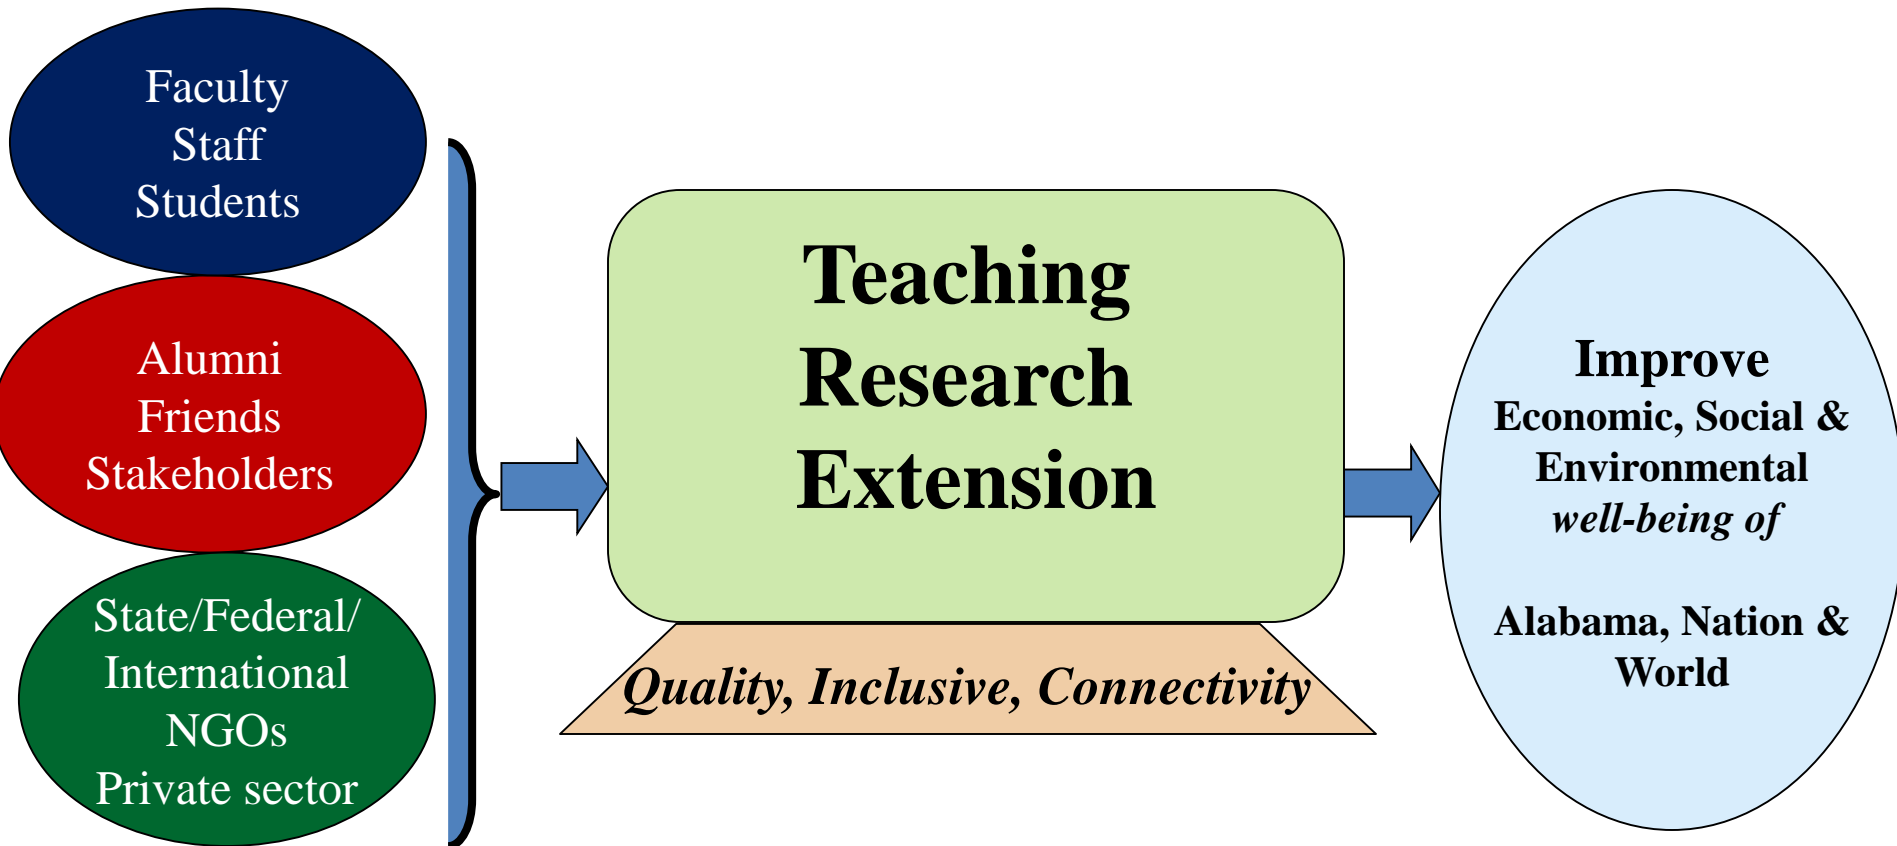 Faculty
Staff
Students
Alumni
Friends
Stakeholders
State/Federal/
International
NGOs
Private sector
Teaching
Research
Extension
Quality, Inclusive, Connectivity
Improve
Economic, Social &
Environmental
well-being of
Alabama, Nation &
World